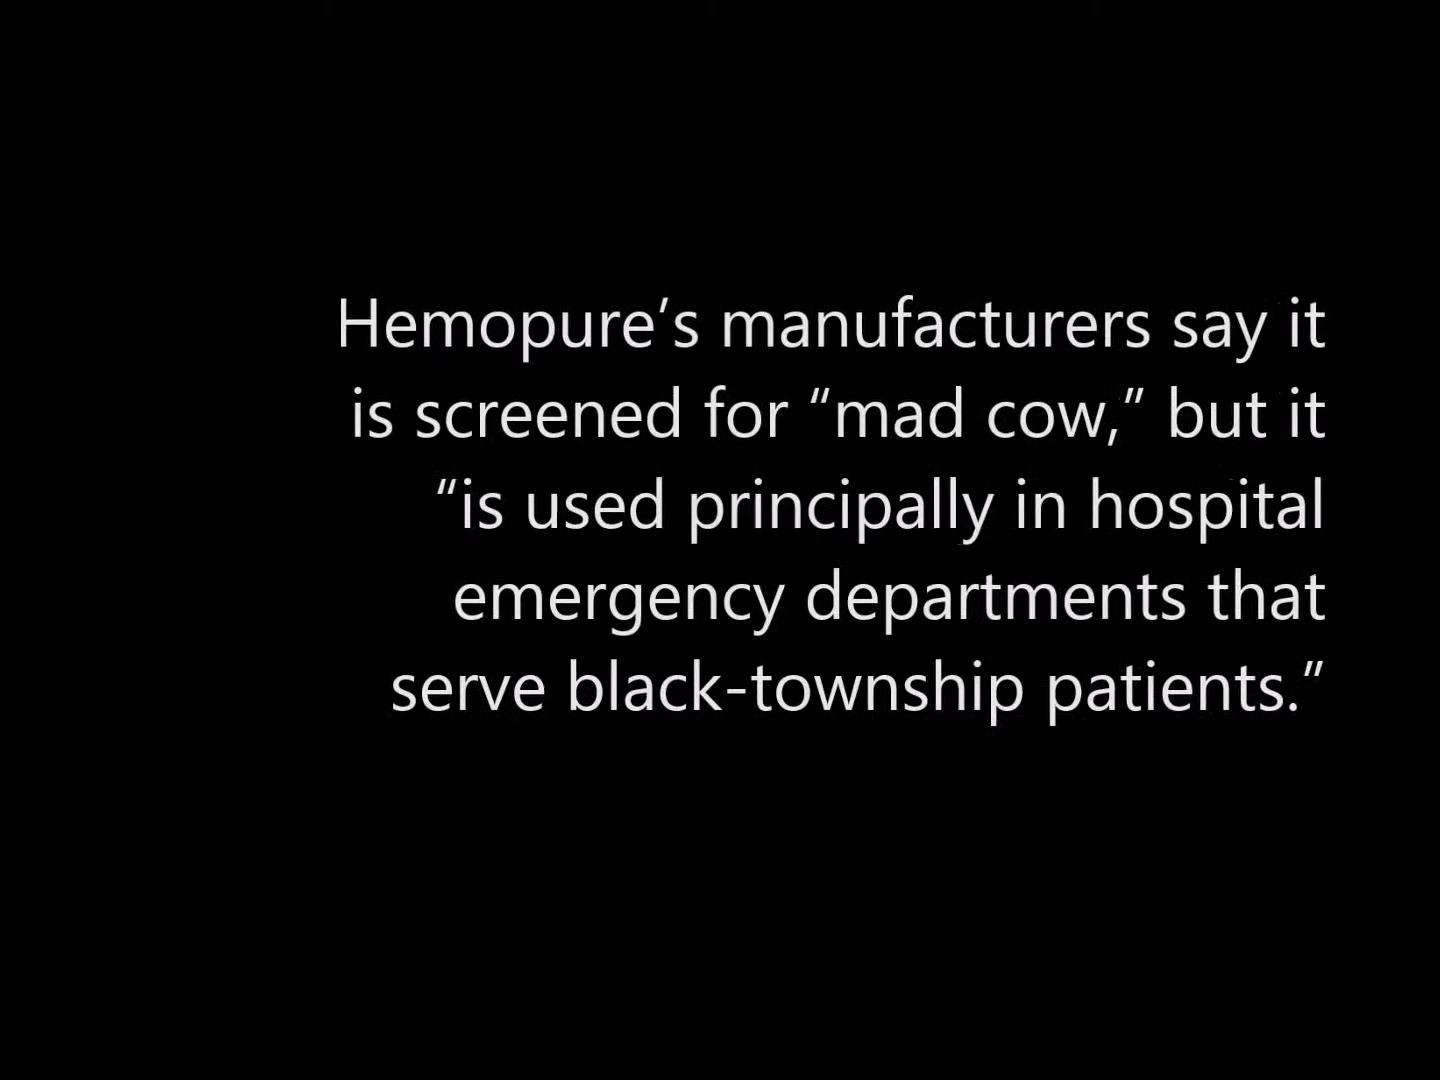 Hemopure’s manufacturers say it
is screened for “mad cow,” but it
“is used principally in hospital
emergency departments that
serve black-township patients.”